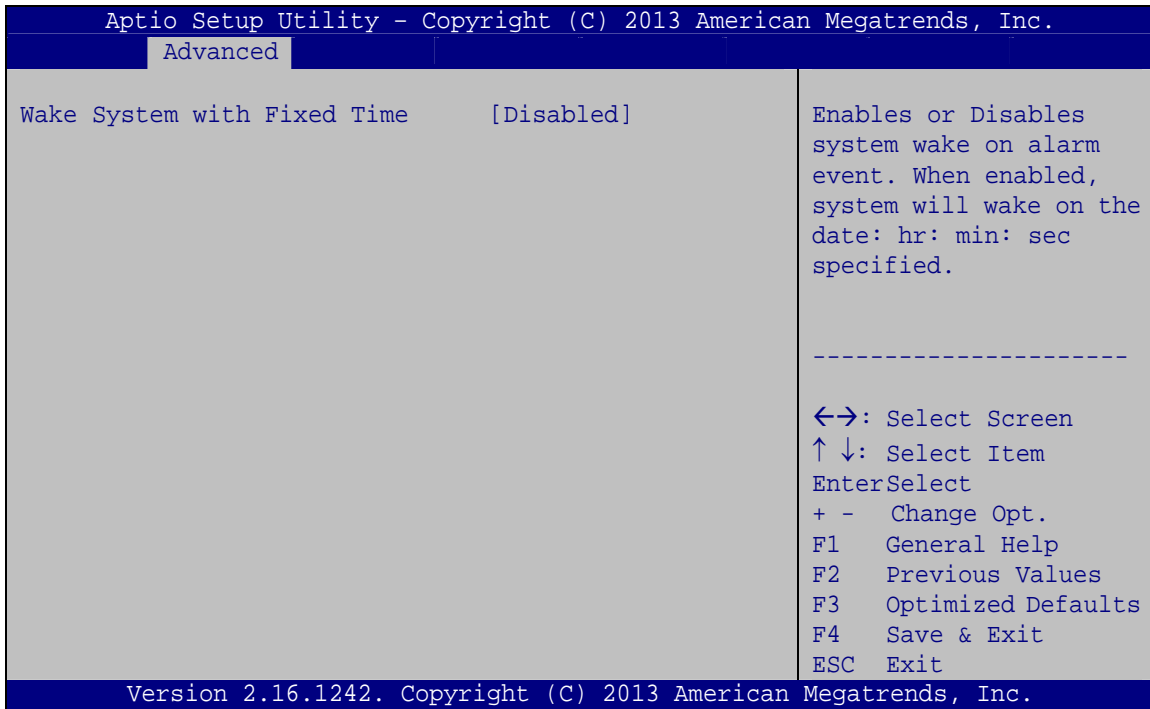 Aptio Setup Utility – Copyright (C) 2013 American Megatrends, Inc.
Advanced
Wake System with Fixed Time [Disabled]
Enables or Disables
system wake on alarm
event. When enabled,
system will wake on the
date: hr: min: sec
specified.
----------------------
←→: Select Screen
↑ ↓: Select Item
EnterSelect
+ - Change Opt.
F1 General Help
F2 Previous Values
F3 Optimized Defaults
F4 Save & Exit
ESC Exit
Version 2.16.1242. Copyright (C) 2013 American Megatrends, Inc.